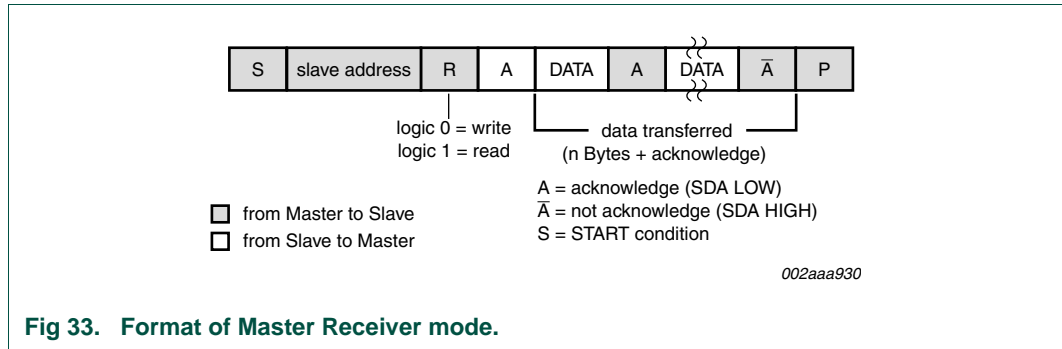 S slave address R A DATA A DATA A̅ P
logic 0 = write
logic 1 = read
data transferred
(n Bytes + acknowledge)
A = acknowledge (SDA LOW)
A̅ = not acknowledge (SDA HIGH)
S = START condition
from Master to Slave
from Slave to Master
002aaa930
Fig 33. Format of Master Receiver mode.